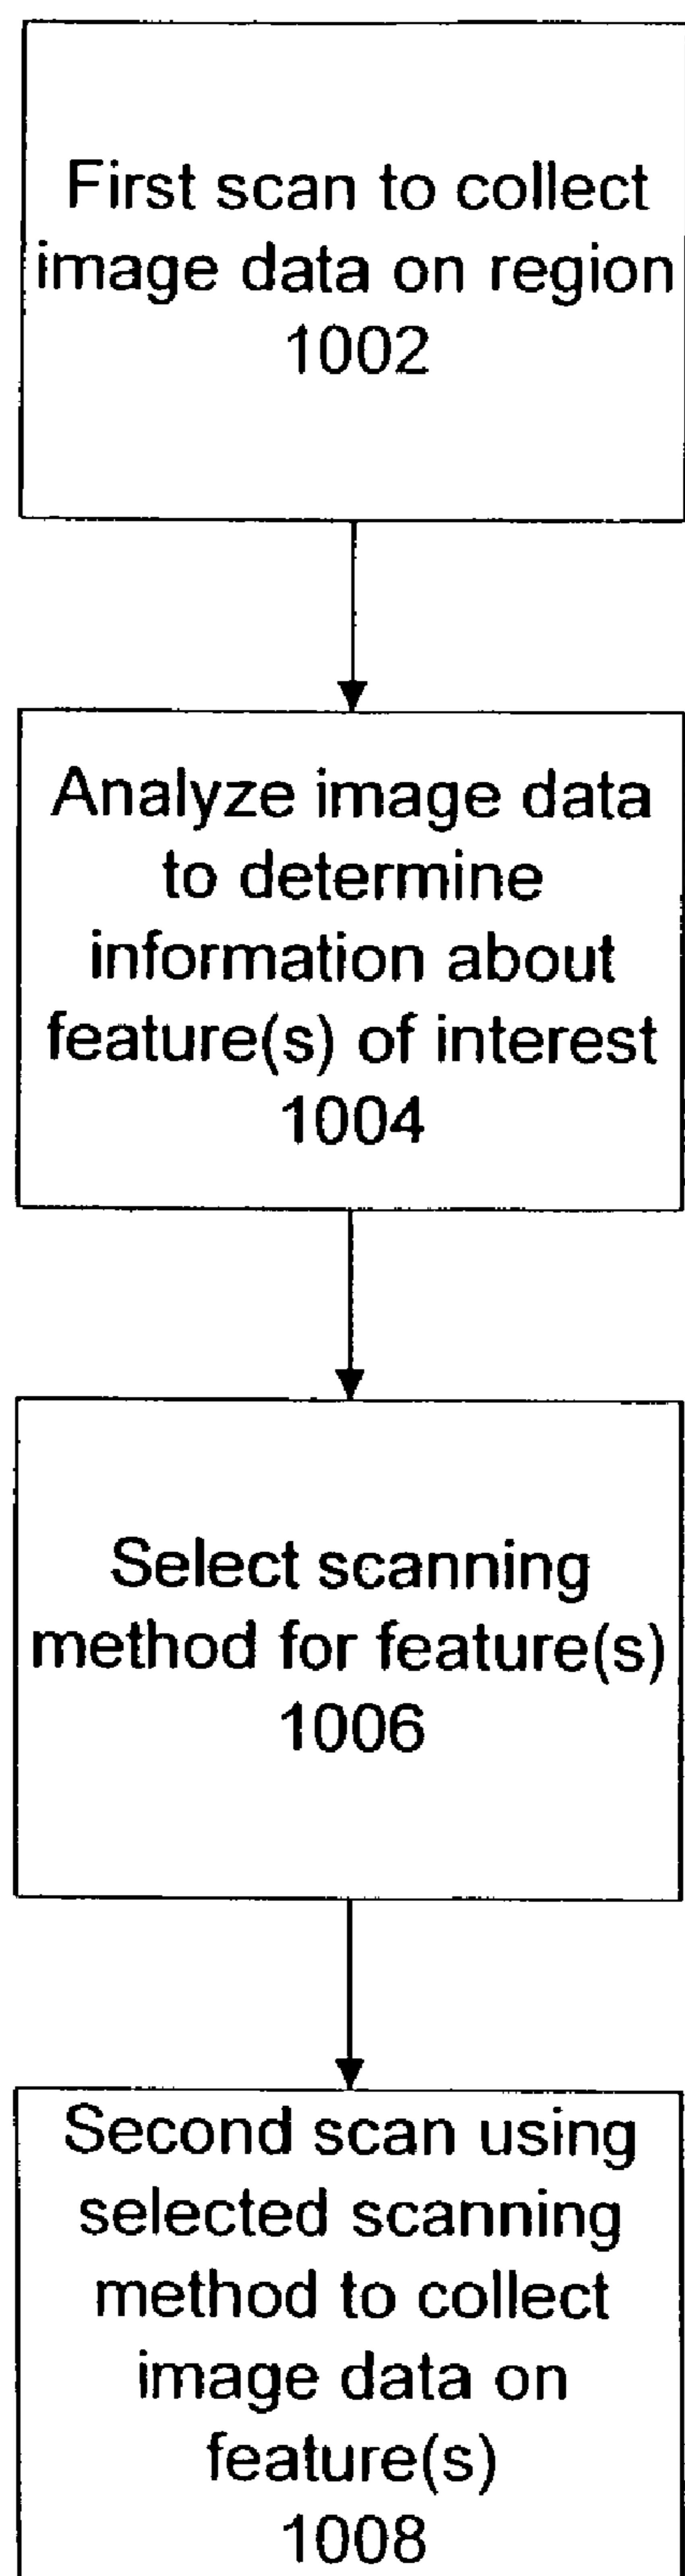 First scan to collect
image data on region
1002
Analyze image data
to determine
information about
feature(s) of interest
1004
Select scanning
method for feature(s)
1006
Second scan using
selected scanning
method to collect
image data on
feature(s)
1008